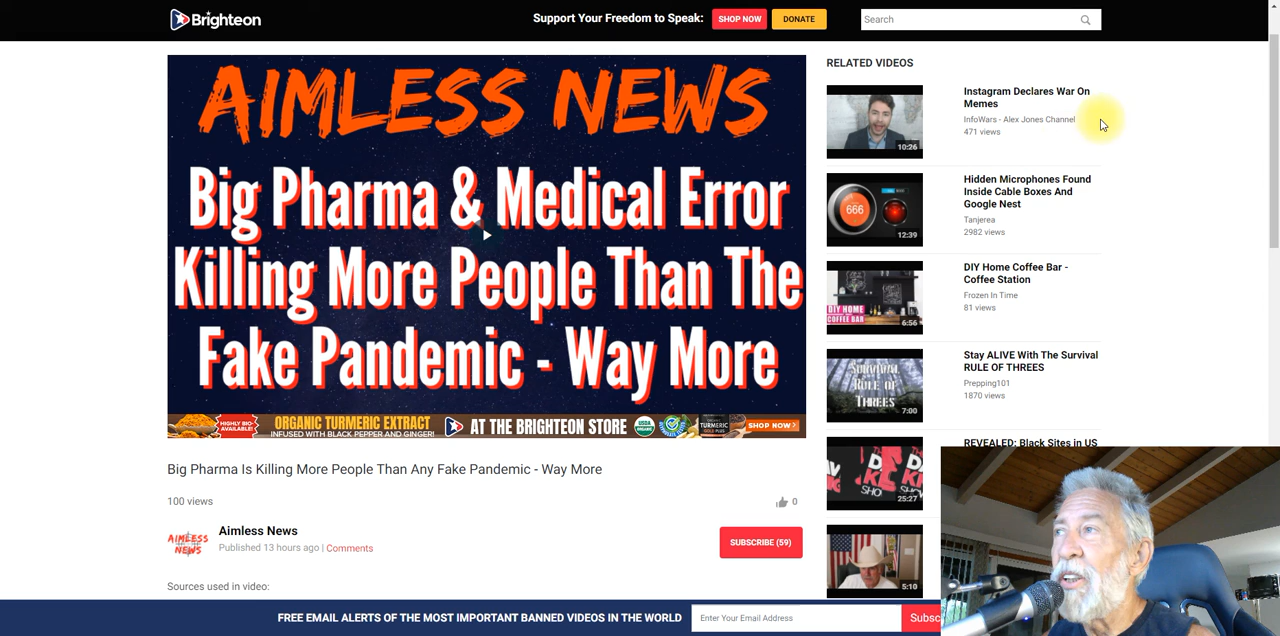 Brighteon
Support Your Freedom to Speak:
SHOP NOW
DONATE
Search
AIMLESS NEWS
Big Pharma & Medical Error
Killing More People Than The
Fake Pandemic - Way More
HIGHLY BIO-
AVAILABLE!
ORGANIC TURMERIC EXTRACT
INFUSED WITH BLACK PEPPER AND GINGER!
AT THE BRIGHTEON STORE
USDA
ORGANIC
TURMERIC
SHOP NOW
Big Pharma Is Killing More People Than Any Fake Pandemic - Way More
100 views
0
AIMLESS
NEWS
Aimless News
Published 13 hours ago | Comments
SUBSCRIBE (59)
Sources used in video:
RELATED VIDEOS
10:26
Instagram Declares War On
Memes
InfoWars - Alex Jones Channel
471 views
666
12:39
Hidden Microphones Found
Inside Cable Boxes And
Google Nest
Tanjerea
2982 views
DIY HOME
COFFEE BAR
6:56
DIY Home Coffee Bar -
Coffee Station
Frozen In Time
81 views
SURVIVAL
RULE OF
THREES
7:00
Stay ALIVE With The Survival
RULE OF THREES
Prepping101
1870 views
25:27
REVEALED: Black Sites in US
5:10
FREE EMAIL ALERTS OF THE MOST IMPORTANT BANNED VIDEOS IN THE WORLD
Enter Your Email Address
Subsc